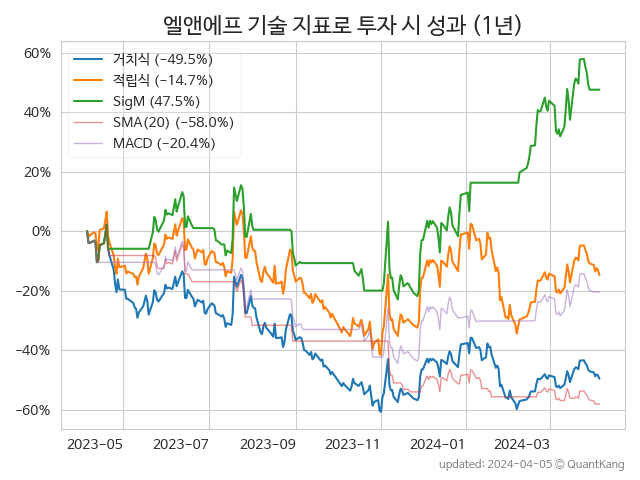 엘앤에프 기술 지표로 투자 시 성과 (1년)
거치식 (−49.5%)
적립식 (−14.7%)
SigM (47.5%)
SMA(20) (−58.0%)
MACD (−20.4%)
60%
40%
20%
0%
−20%
−40%
−60%
2023−05
2023−07
2023−09
2023−11
2024−01
2024−03
updated: 2024-04-05 © QuantKang